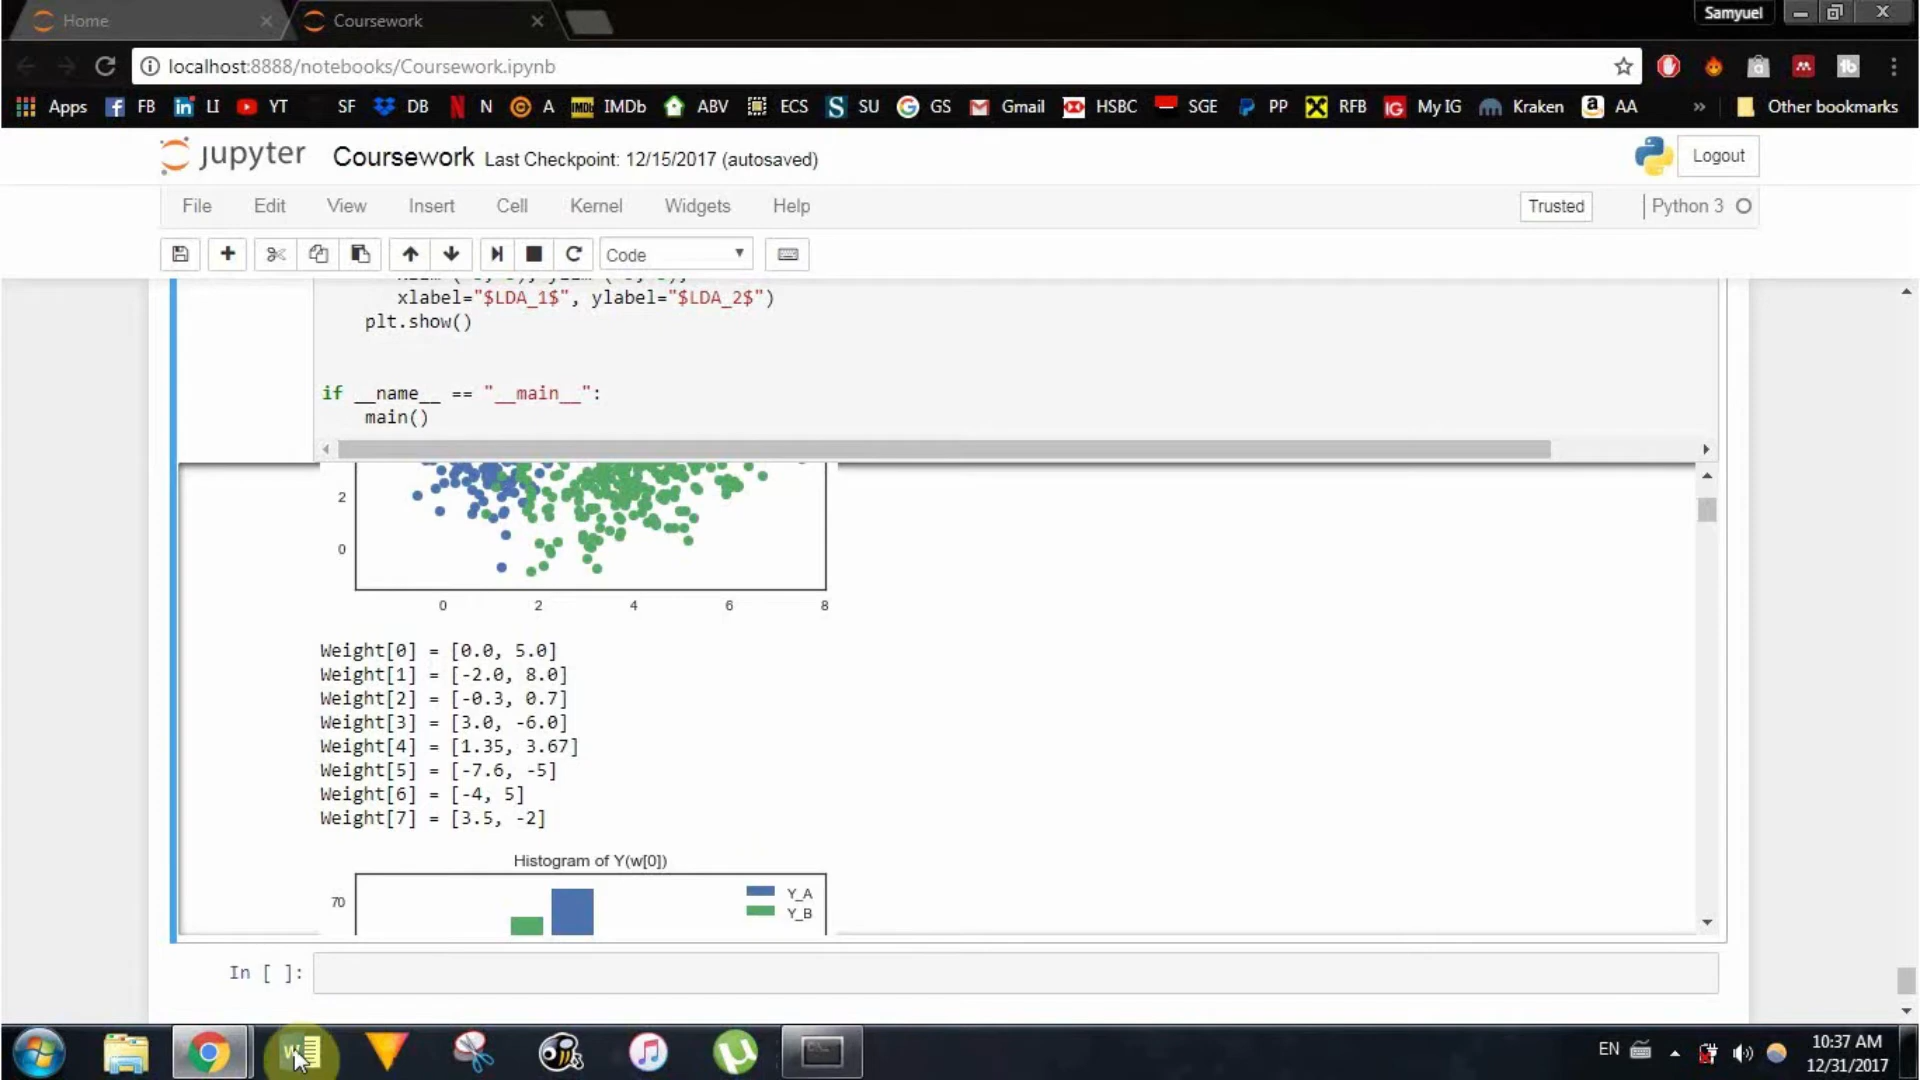 Home
Coursework
Samyuel
localhost:8888/notebooks/Coursework.ipynb
Apps FB LI YT SF DB N A IMDb ABV ECS SU GS Gmail HSBC SGE PP RFB My IG Kraken AA » Other bookmarks
jupyter Coursework Last Checkpoint: 12/15/2017 (autosaved)
Logout
File Edit View Insert Cell Kernel Widgets Help
Trusted
Python 3
Code
xlabel="$LDA_1$", ylabel="$LDA_2$")
plt.show()
if __name__ == "__main__":
main()
2
0
0 2 4 6 8
Weight[0] = [0.0, 5.0]
Weight[1] = [-2.0, 8.0]
Weight[2] = [-0.3, 0.7]
Weight[3] = [3.0, -6.0]
Weight[4] = [1.35, 3.67]
Weight[5] = [-7.6, -5]
Weight[6] = [-4, 5]
Weight[7] = [3.5, -2]
Histogram of Y(w[0])
70
Y_A
Y_B
In [ ]:
EN
10:37 AM
12/31/2017